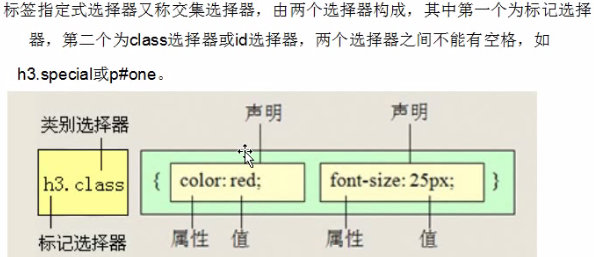 标签指定式选择器又称交集选择器，由两个选择器构成，其中第一个为标记选择
器，第二个为class选择器或id选择器，两个选择器之间不能有空格，如
h3.special或p#one。
声明 声明
类别选择器
h3.class { color: red; font-size: 25px; }
标记选择器 属性 值 属性 值